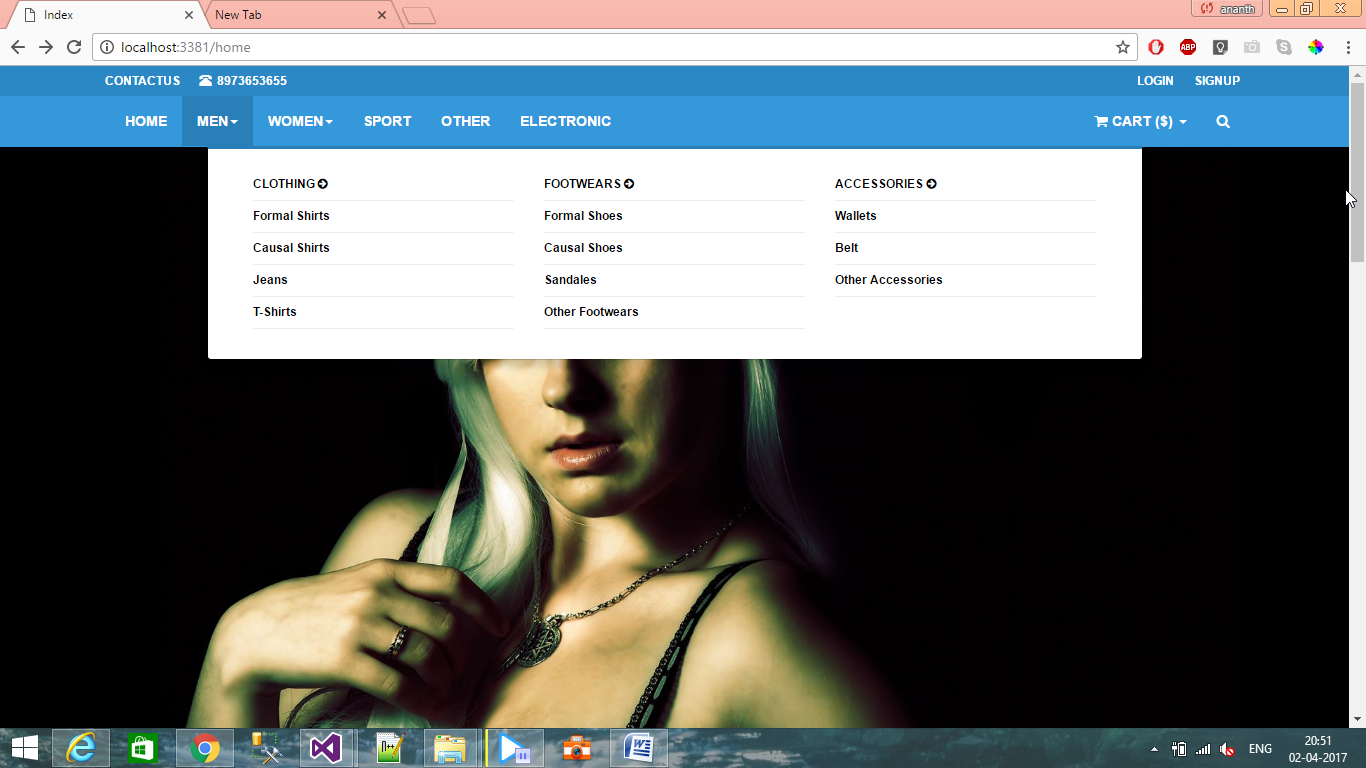 Index
New Tab
ananth
localhost:3381/home
ABP
CONTACTUS 8973653655 LOGIN SIGNUP
HOME MEN WOMEN SPORT OTHER ELECTRONIC CART ($)
CLOTHING FOOTWEARS ACCESSORIES
Formal Shirts Formal Shoes Wallets
Causal Shirts Causal Shoes Belt
Jeans Sandales Other Accessories
T-Shirts Other Footwears
ENG
20:51
02-04-2017